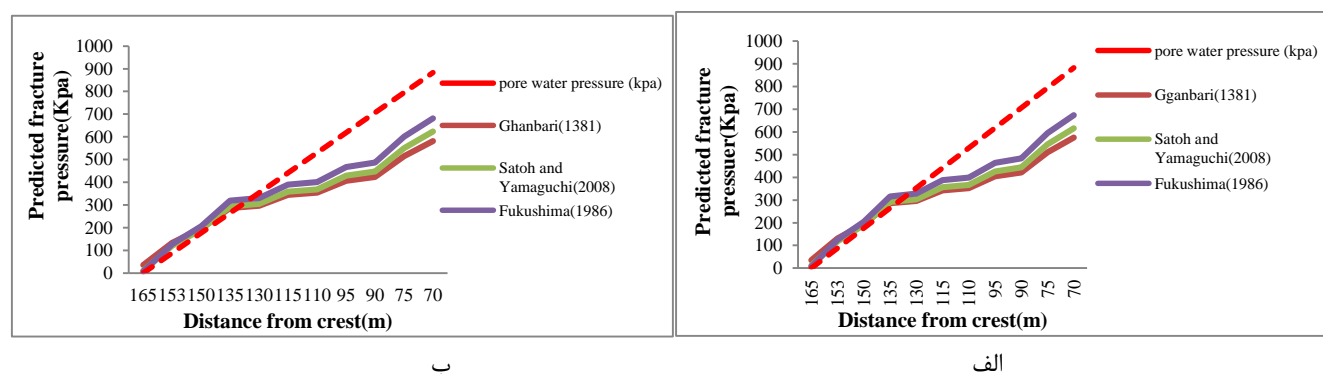 1000
900
800
700
600
500
400
300
200
100
0
Predicted fracture
pressure(Kpa)
165 153 150 135 130 115 110 95 90 75 70
Distance from crest(m)
pore water pressure (kpa)
Ghanbari(1381)
Satoh and
Yamaguchi(2008)
Fukushima(1986)
ب
1000
900
800
700
600
500
400
300
200
100
0
Predicted fracture
pressuer(Kpa)
165 153 150 135 130 115 110 95 90 75 70
Distance from crest(m)
pore water pressure (kpa)
Gganbari(1381)
Satoh and
Yamaguchi(2008)
Fukushima(1986)
الف